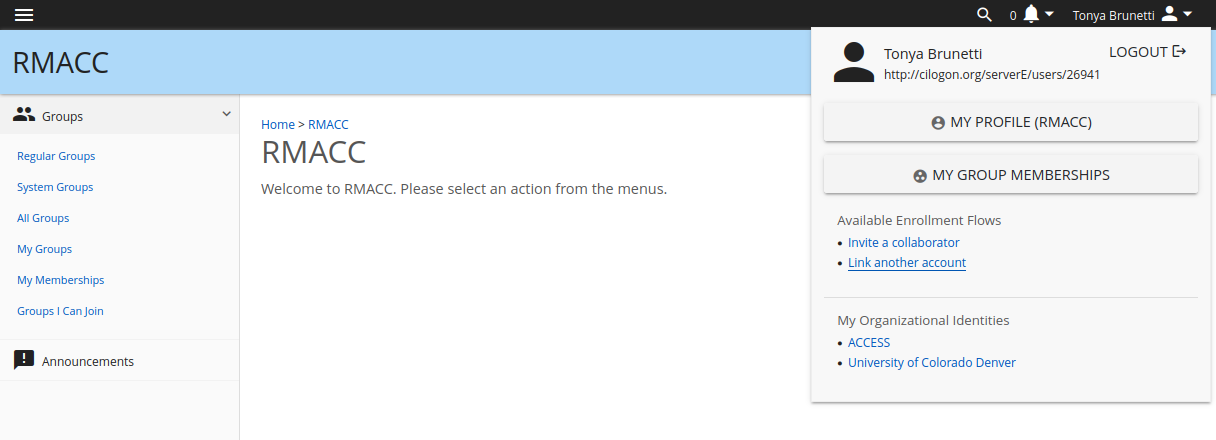 0
Tonya Brunetti
RMACC
Tonya Brunetti
LOGOUT
http://cilogon.org/serverE/users/26941
MY PROFILE (RMACC)
MY GROUP MEMBERSHIPS
Available Enrollment Flows
• Invite a collaborator
• Link another account
My Organizational Identities
• ACCESS
• University of Colorado Denver
Groups
Regular Groups
System Groups
All Groups
My Groups
My Memberships
Groups I Can Join
Announcements
Home > RMACC
RMACC
Welcome to RMACC. Please select an action from the menus.